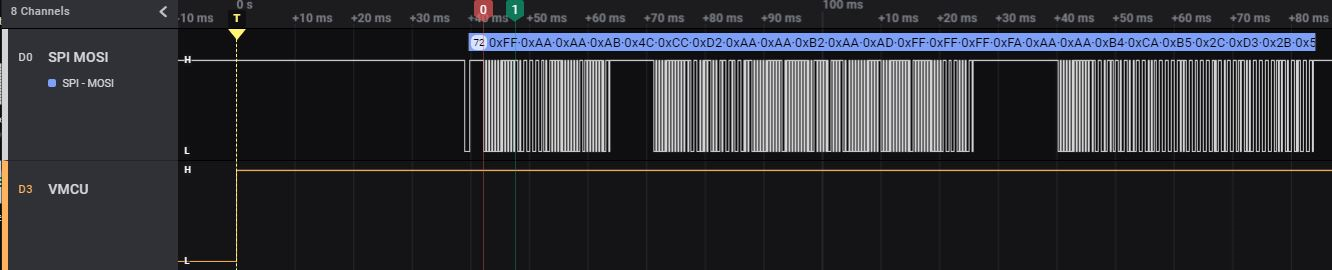 8 Channels
0 s
100 ms
-10 ms
T
+10 ms
+20 ms
+30 ms
+40 ms
0
1
+50 ms
+60 ms
+70 ms
+80 ms
+90 ms
+10 ms
+20 ms
+30 ms
+40 ms
+50 ms
+60 ms
+70 ms
+80 ms
D0
SPI MOSI
SPI - MOSI
H
L
72 0xFF·0xAA·0xAA·0xAB·0x4C·0xCC·0xD2·0xAA·0xAA·0xB2·0xAA·0xAD·0xFF·0xFF·0xFF·0xFA·0xAA·0xAA·0xB4·0xCA·0xB5·0x2C·0xD3·0x2B·0x5
D3
VMCU
H
L